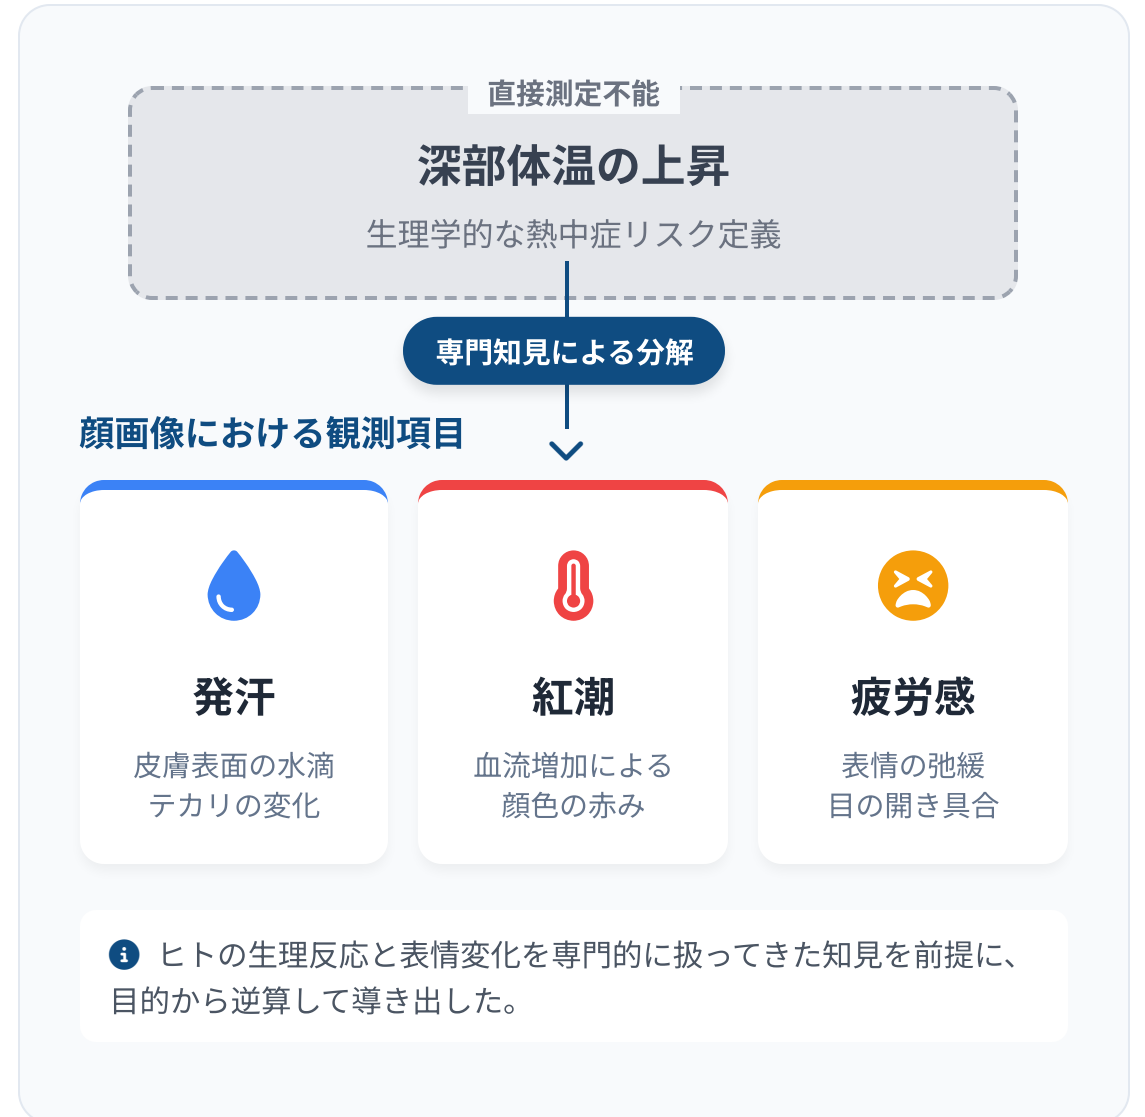 直接測定不能
深部体温の上昇
生理学的な熱中症リスク定義
専門知見による分解
顔画像における観測項目
発汗
皮膚表面の水滴
テカリの変化
紅潮
血流増加による
顔色の赤み
疲労感
表情の弛緩
目の開き具合
ヒトの生理反応と表情変化を専門的に扱ってきた知見を前提に、
目的から逆算して導き出した。